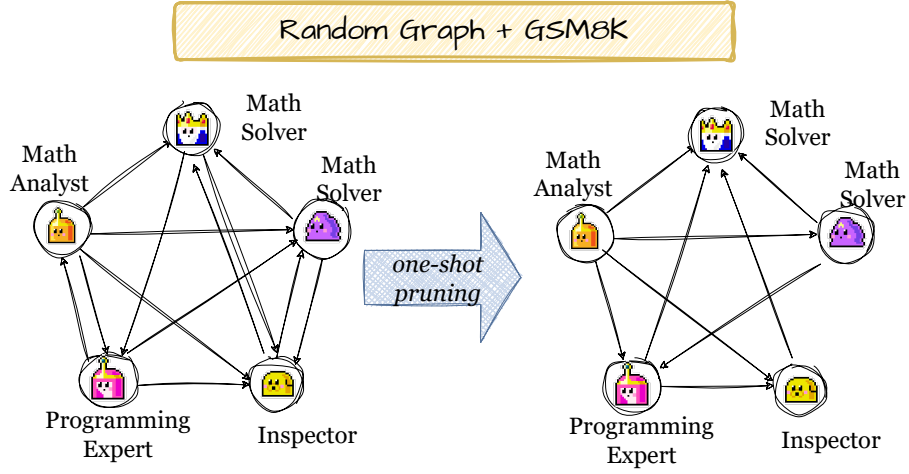 Random Graph + GSM8K
Math
Solver
Math
Analyst
Math
Solver
Programming
Expert
Inspector
one-shot
pruning
Math
Solver
Math
Analyst
Math
Solver
Programming
Expert
Inspector